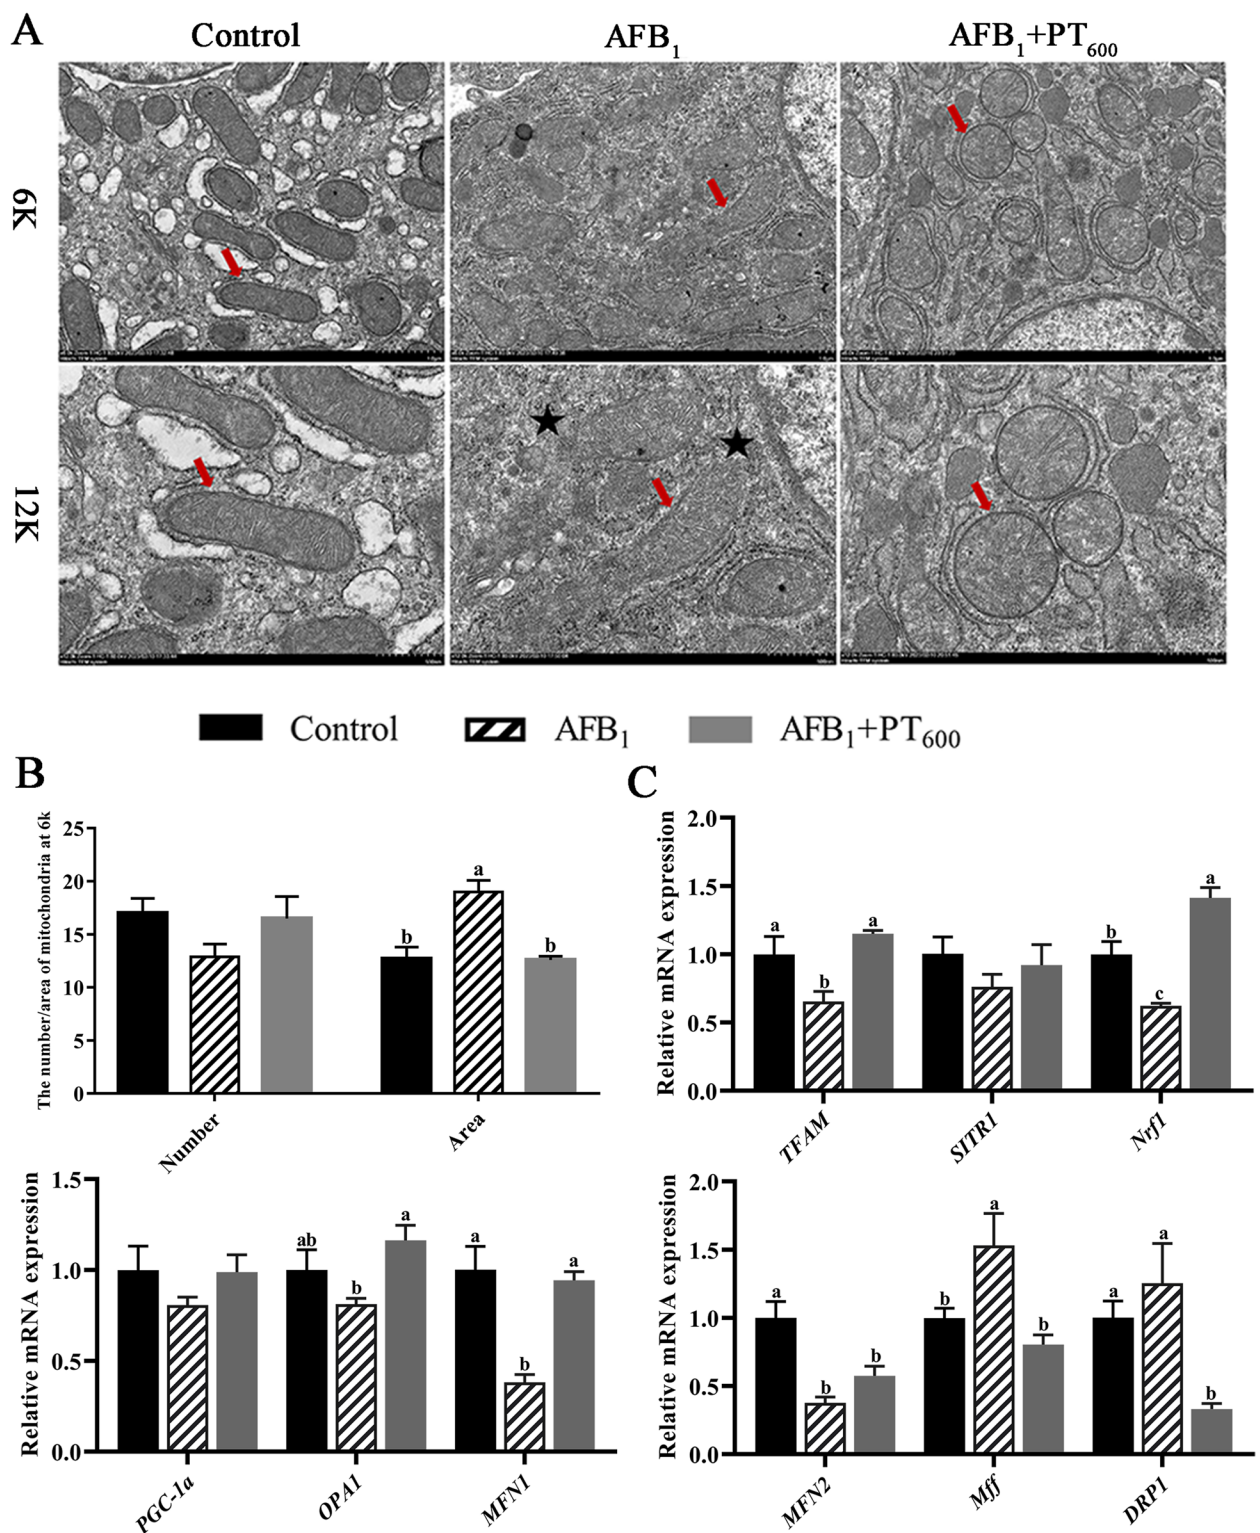 A
Control
AFB1
AFB1+PT600
6K
12K
Control
AFB1
AFB1+PT600
B
The number/area of mitochondria at 6k
25
20
15
10
5
0
b
a
b
Number
Area
C
Relative mRNA expression
2.0
1.5
1.0
0.5
0.0
a
b
a
b
c
a
TFAM
SITR1
Nrf1
Relative mRNA expression
1.5
1.0
0.5
0.0
ab
b
a
a
b
a
PGC-1a
OPA1
MFN1
Relative mRNA expression
2.0
1.5
1.0
0.5
0.0
a
b
b
b
a
b
a
a
b
MFN2
Mff
DRP1